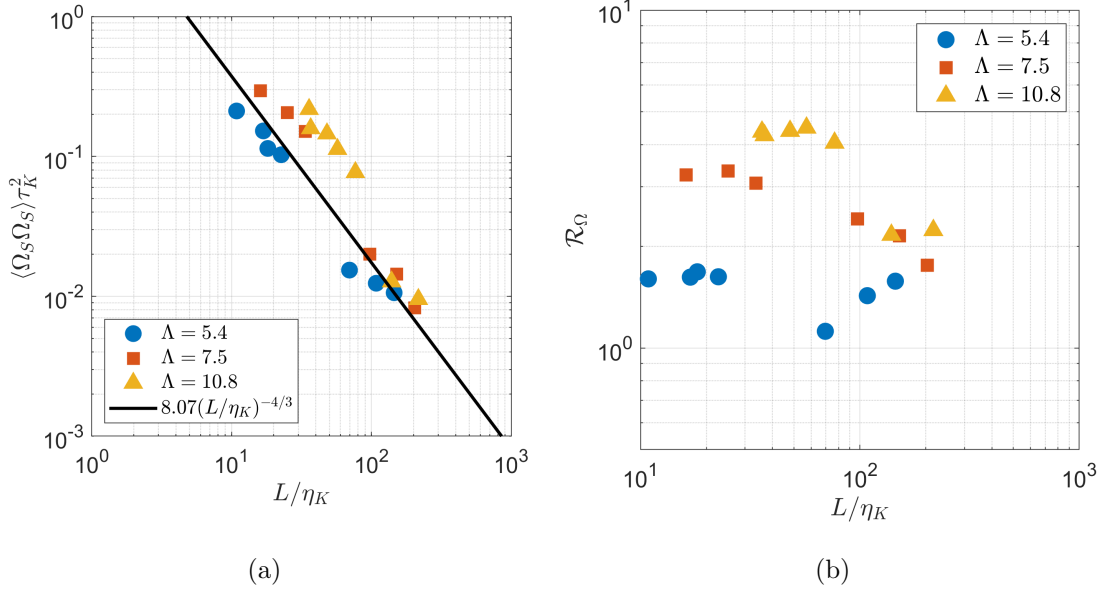 10^0
10^-1
10^-2
10^-3
⟨Ω_S Ω_S⟩τ_K^2
Λ = 5.4
Λ = 7.5
Λ = 10.8
8.07(L/η_K)^{-4/3}
10^0 10^1 10^2 10^3
L/η_K
(a)
10^1
10^0
R_Ω
Λ = 5.4
Λ = 7.5
Λ = 10.8
10^1 10^2 10^3
L/η_K
(b)